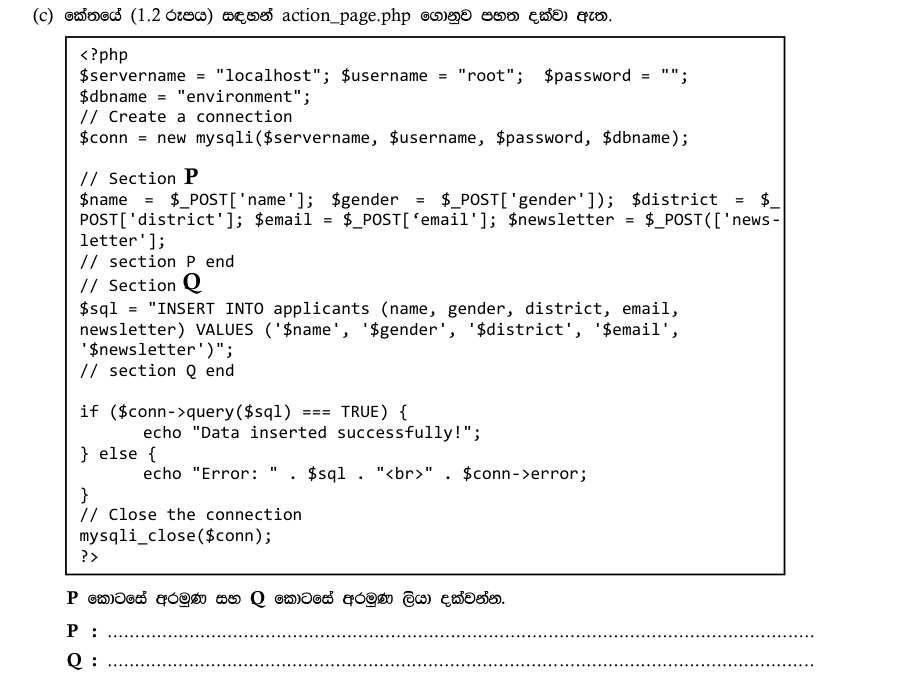 (c) කේතයේ (1.2 රූපය) සඳහන් action_page.php ගොනුව පහත දක්වා ඇත.
<?php
$servername = "localhost"; $username = "root"; $password = "";
$dbname = "environment";
// Create a connection
$conn = new mysqli($servername, $username, $password, $dbname);
// Section P
$name = $_POST['name']; $gender = $_POST['gender']); $district = $_
POST['district']; $email = $_POST[‘email']; $newsletter = $_POST(['news-
letter'];
// section P end
// Section Q
$sql = "INSERT INTO applicants (name, gender, district, email,
newsletter) VALUES ('$name', '$gender', '$district', '$email',
'$newsletter')";
// section Q end
if ($conn->query($sql) === TRUE) {
echo "Data inserted successfully!";
} else {
echo "Error: " . $sql . "<br>" . $conn->error;
}
// Close the connection
mysqli_close($conn);
?>
P කොටසේ අරමුණ සහ Q කොටසේ අරමුණ ලියා දක්වන්න.
P : ........................................................................................................................
Q : ........................................................................................................................